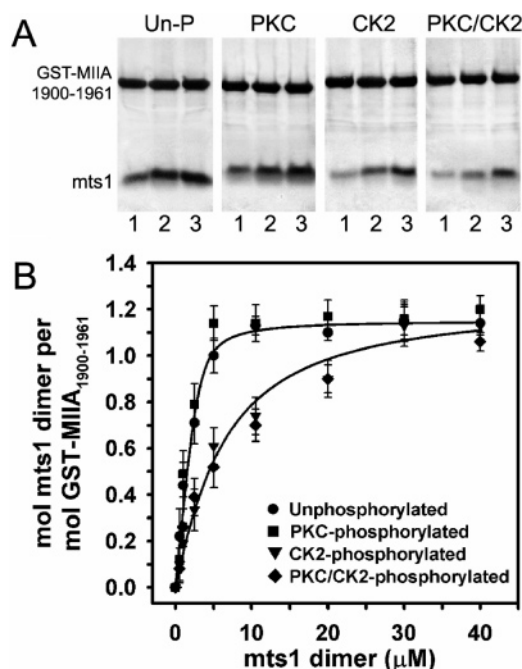 A
Un-P PKC CK2 PKC/CK2
GST-MIIA
1900-1961
mts1
1 2 3 1 2 3 1 2 3 1 2 3
B
mol mts1 dimer per
mol GST-MIIA1900-1961
1.4
1.2
1.0
0.8
0.6
0.4
0.2
0.0
Unphosphorylated
PKC-phosphorylated
CK2-phosphorylated
PKC/CK2-phosphorylated
0 10 20 30 40
mts1 dimer (μM)